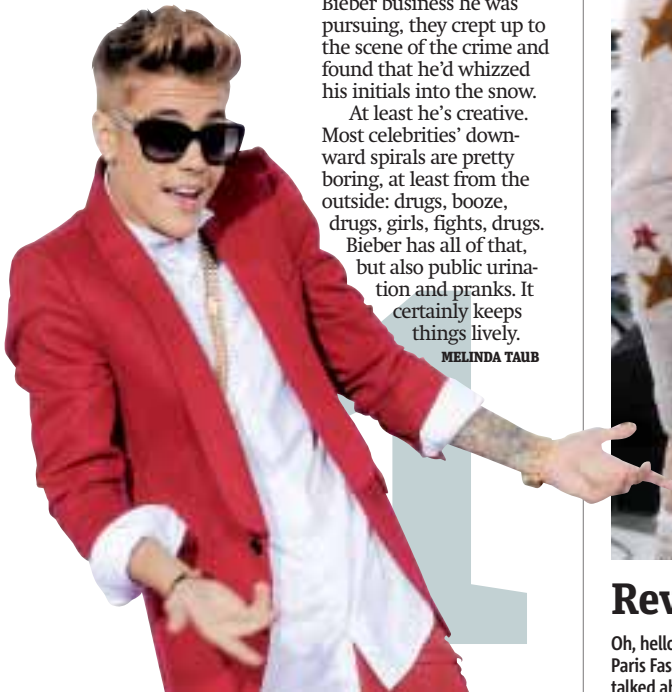 Bieber business he was
pursuing, they crept up to
the scene of the crime and
found that he’d whizzed
his initials into the snow.
At least he’s creative.
Most celebrities’ down-
ward spirals are pretty
boring, at least from the
outside: drugs, booze,
drugs, girls, fights, drugs.
Bieber has all of that,
but also public urina-
tion and pranks. It
certainly keeps
things lively.
MELINDA TAUB
Rev
Oh, hello
Paris Fas
talked ab